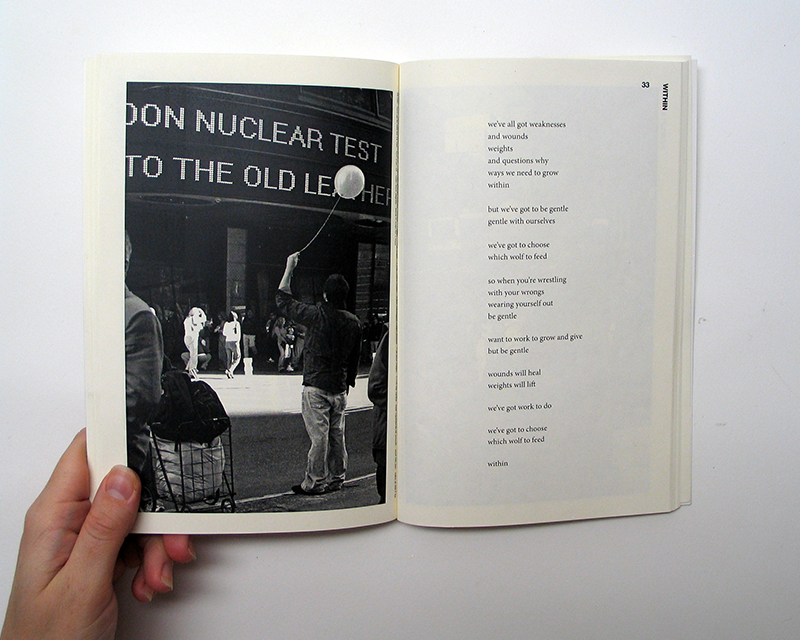 DON NUCLEAR TEST
TO THE OLD LEATHER
33
WITHIN
we've all got weaknesses
and wounds
weights
and questions why
ways we need to grow
within
but we've got to be gentle
gentle with ourselves
we've got to choose
which wolf to feed
so when you're wrestling
with your wrongs
wearing yourself out
be gentle
want to work to grow and give
but be gentle
wounds will heal
weights will lift
we've got work to do
we've got to choose
which wolf to feed
within